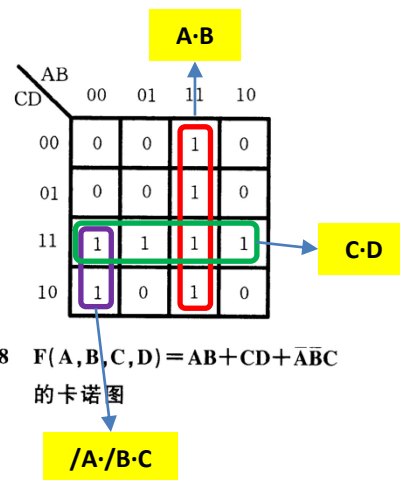 A·B
AB
CD 00 01 11 10
00 0 0 1 0
01 0 0 1 0
11 1 1 1 1
C·D
10 1 0 1 0
8 F(A,B,C,D)=AB+CD+A̅B̅C
的卡诺图
/A·/B·C